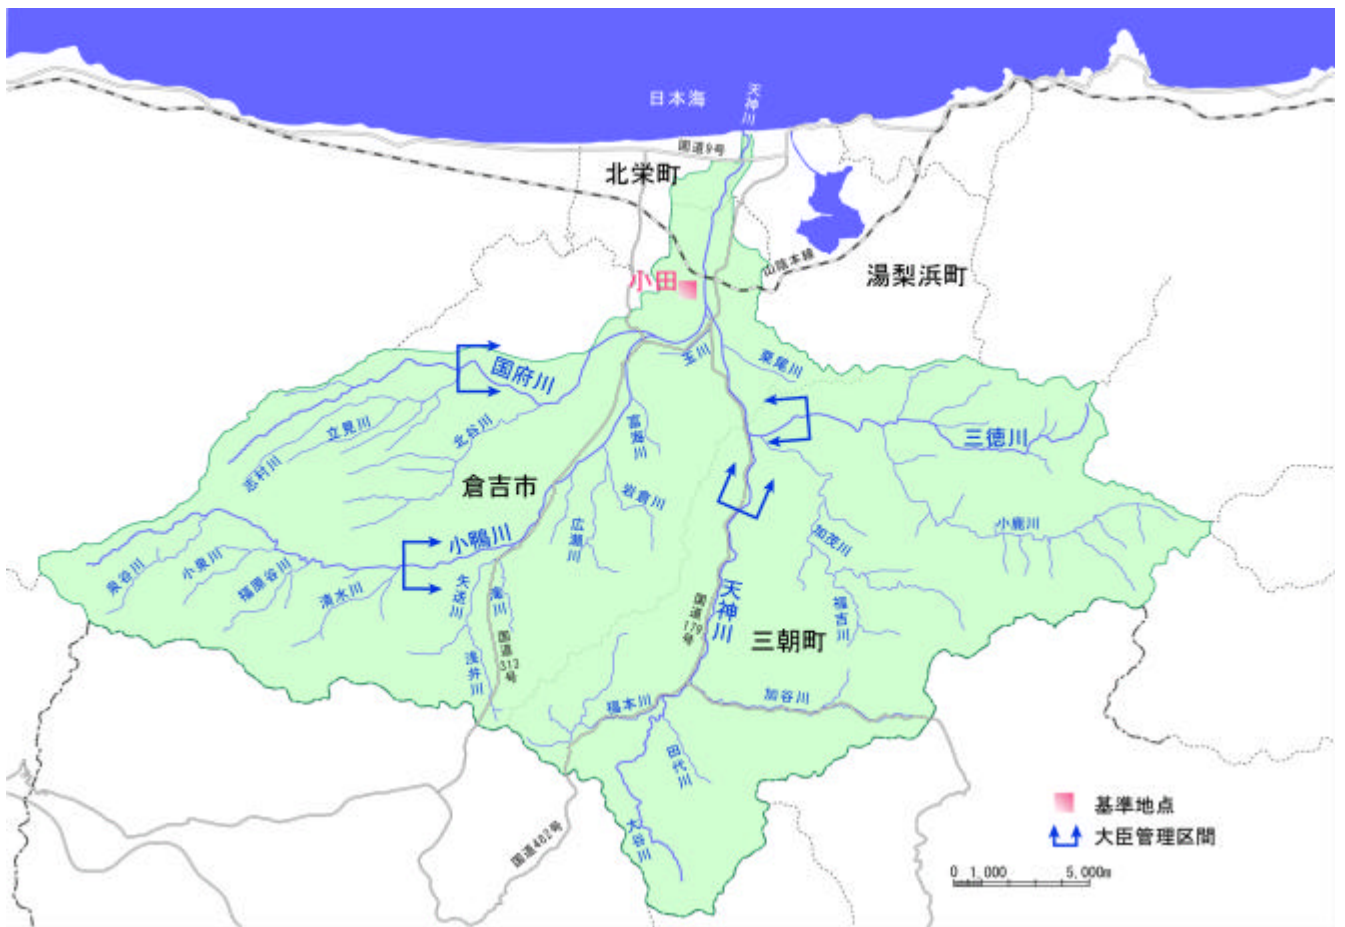 日本海
天神川
国道9号
北栄町
山陰本線
湯梨浜町
小田
玉川
栗尾川
国府川
立見川
北谷川
志村川
富海川
三徳川
倉吉市
岩倉川
広瀬川
小鴨川
小鹿川
加茂川
泉谷川
小泉川
福原谷川
清水川
矢送川
滝川
国道313号
浅井川
天神川
国道179号
福吉川
三朝町
福本川
加谷川
田代川
大谷川
国道482号
基準地点
大臣管理区間
0 1,000 5,000m